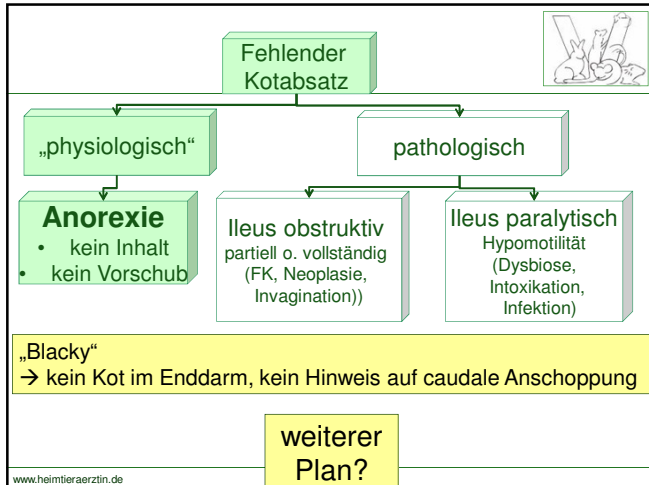 Fehlender
Kotabsatz
„physiologisch“
pathologisch
Anorexie
• kein Inhalt
• kein Vorschub
Ileus obstruktiv
partiell o. vollständig
(FK, Neoplasie,
Invagination))
Ileus paralytisch
Hypomotilität
(Dysbiose,
Intoxikation,
Infektion)
„Blacky“
→ kein Kot im Enddarm, kein Hinweis auf caudale Anschoppung
weiterer
Plan?
www.heimtieraerztin.de